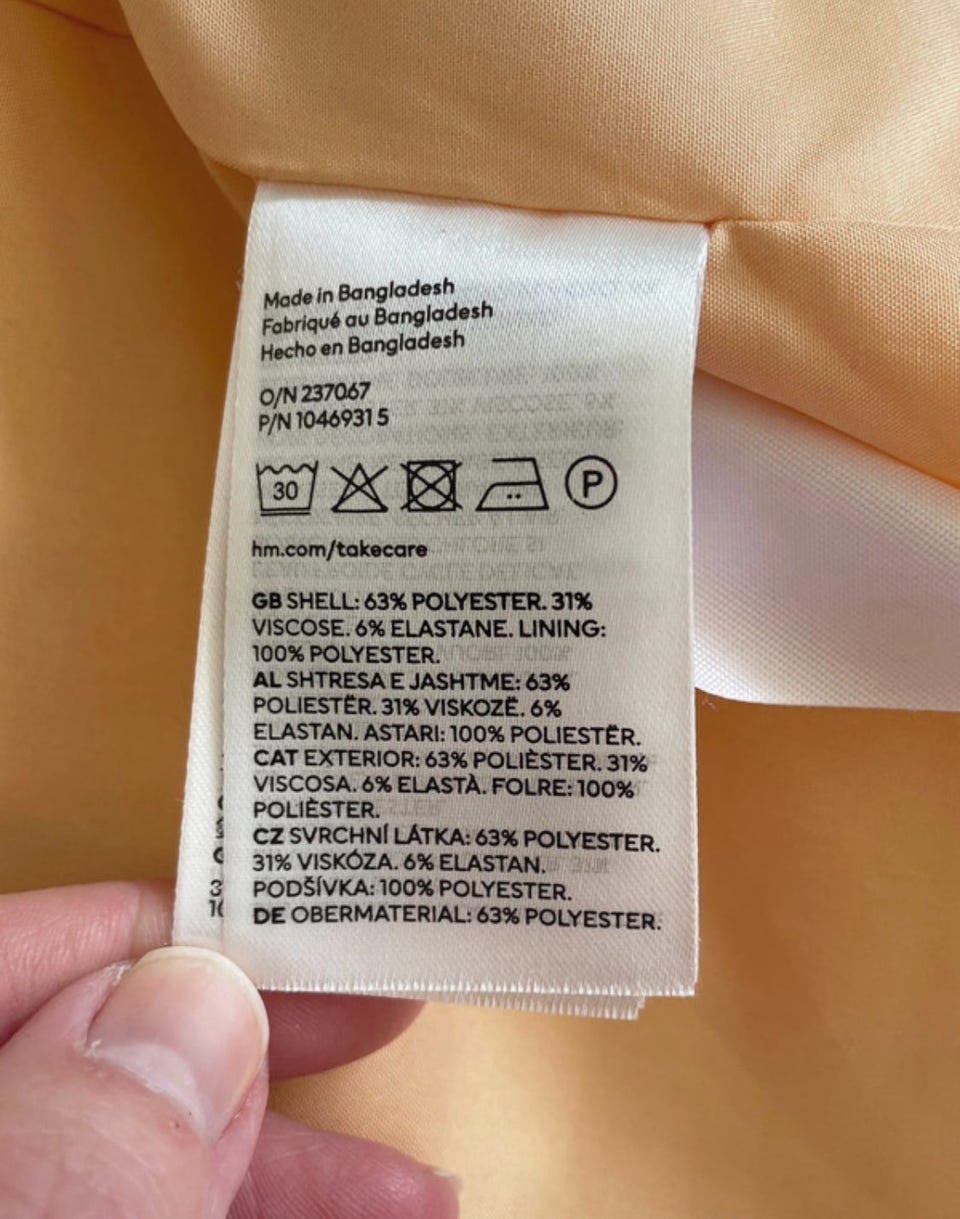 Made in Bangladesh
Fabriqué au Bangladesh
Hecho en Bangladesh
O/N 237067
P/N 1046931 5
30 P
hm.com/takecare
GB SHELL: 63% POLYESTER. 31%
VISCOSE. 6% ELASTANE. LINING:
100% POLYESTER.
AL SHTRESA E JASHTME: 63%
POLIESTËR. 31% VISKOZË. 6%
ELASTAN. ASTARI: 100% POLIESTËR.
CAT EXTERIOR: 63% POLIÈSTER. 31%
VISCOSA. 6% ELASTÀ. FOLRE: 100%
POLIÈSTER.
CZ SVRCHNÍ LÁTKA: 63% POLYESTER.
31% VISKÓZA. 6% ELASTAN.
PODŠÍVKA: 100% POLYESTER.
DE OBERMATERIAL: 63% POLYESTER.